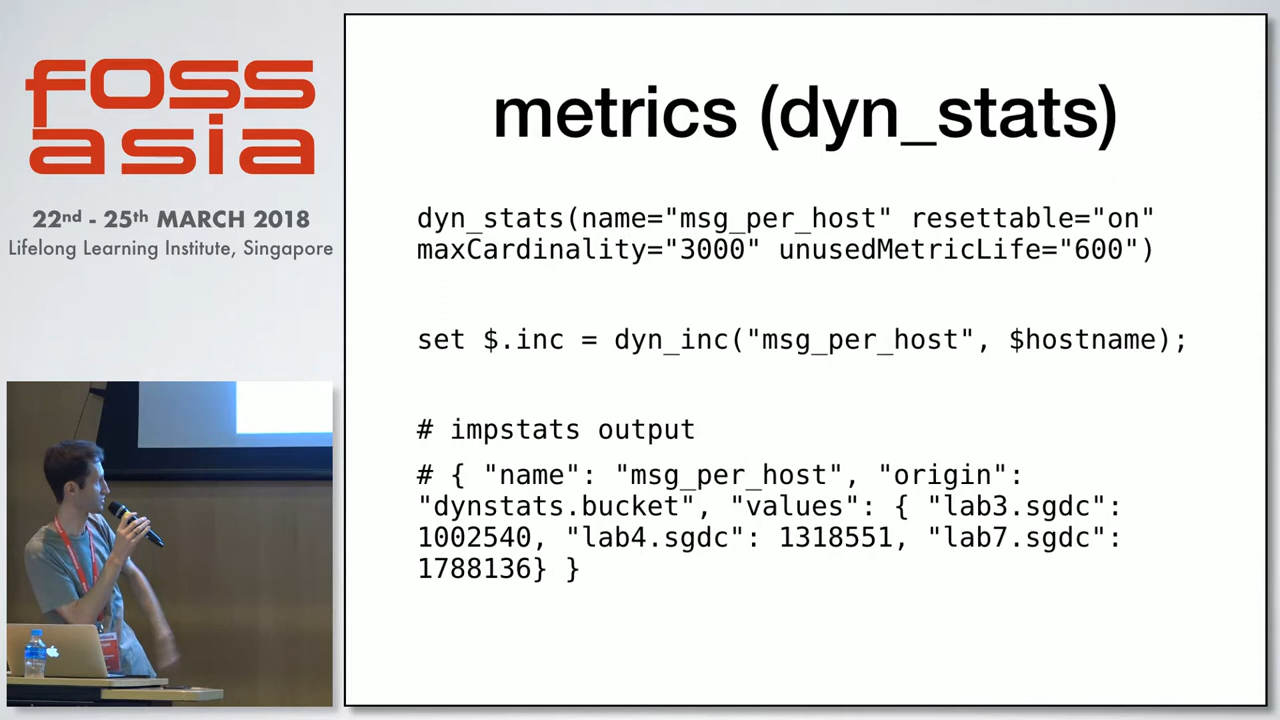 foss
asia
22nd - 25th MARCH 2018
Lifelong Learning Institute, Singapore
metrics (dyn_stats)
dyn_stats(name="msg_per_host" resettable="on"
maxCardinality="3000" unusedMetricLife="600")
set $.inc = dyn_inc("msg_per_host", $hostname);
# impstats output
# { "name": "msg_per_host", "origin":
"dynstats.bucket", "values": { "lab3.sgdc":
1002540, "lab4.sgdc": 1318551, "lab7.sgdc":
1788136} }